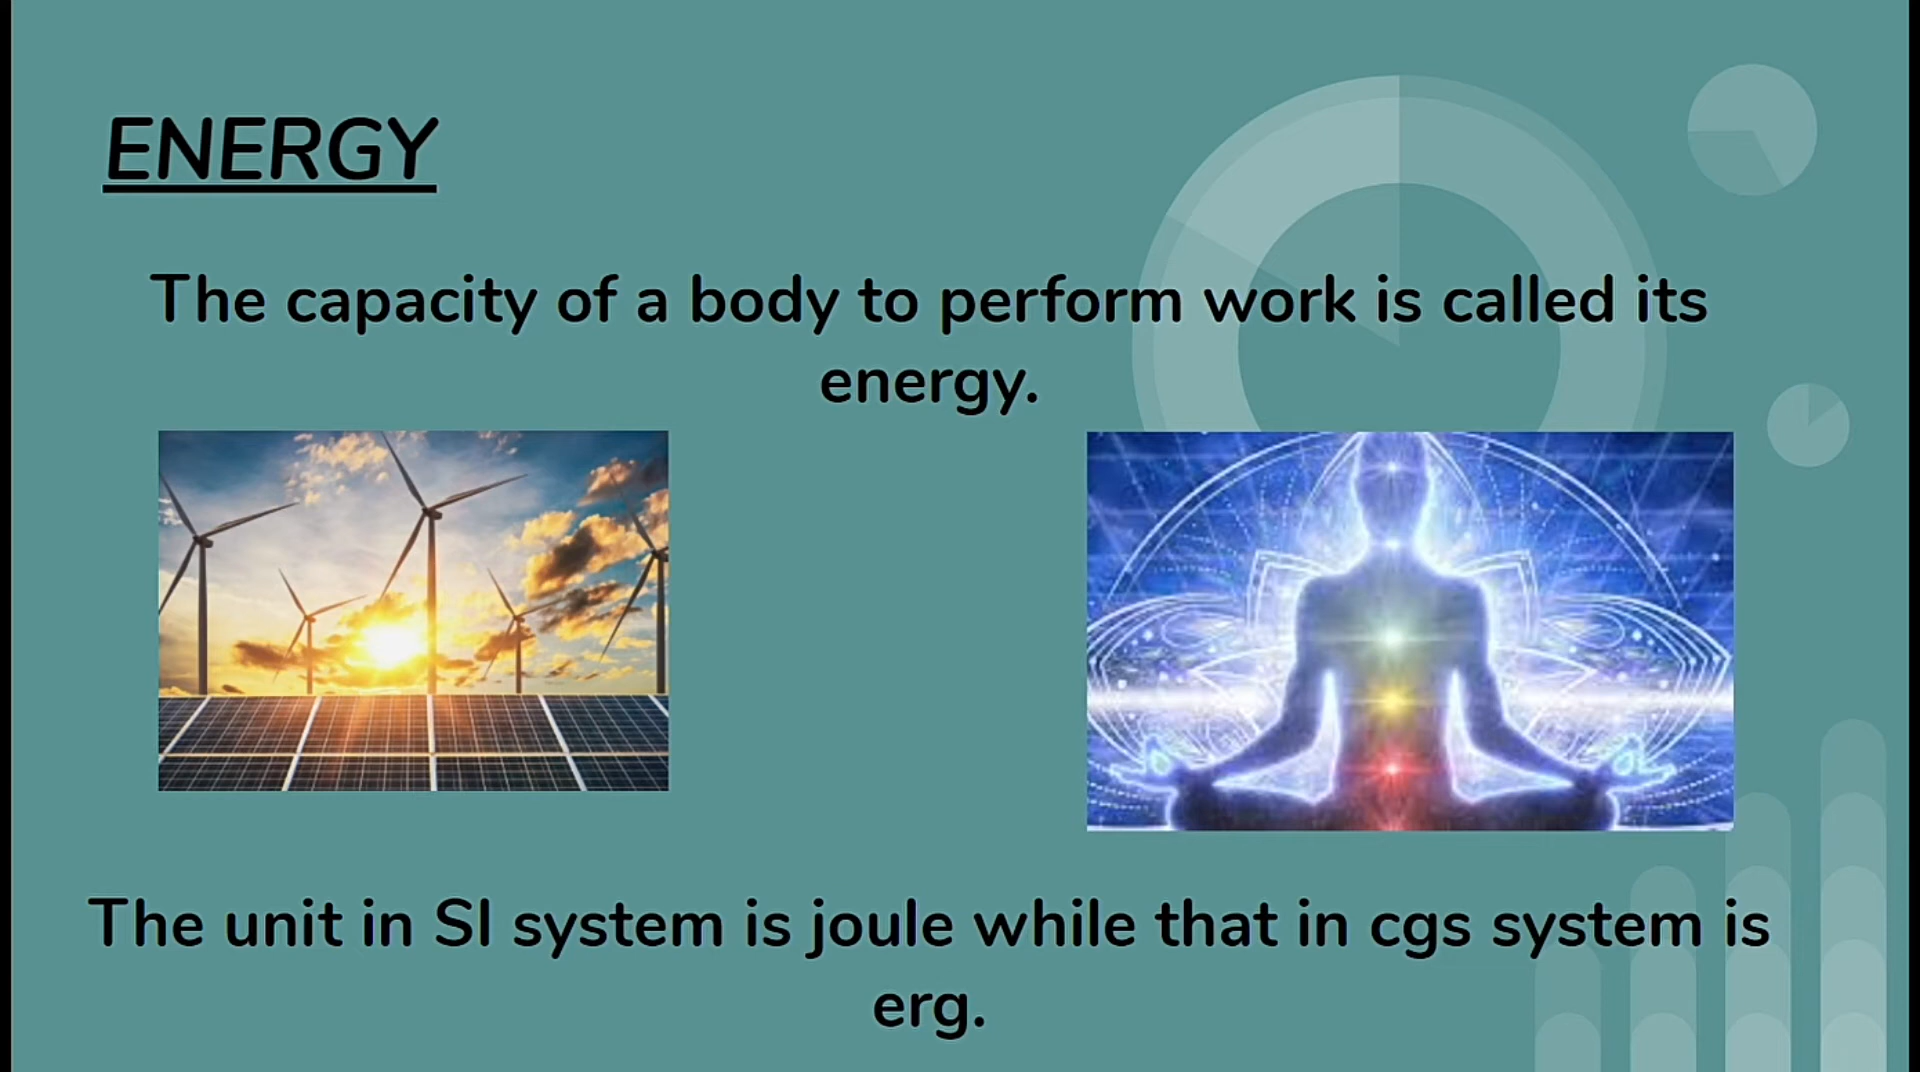 ENERGY
The capacity of a body to perform work is called its
energy.
The unit in SI system is joule while that in cgs system is
erg.